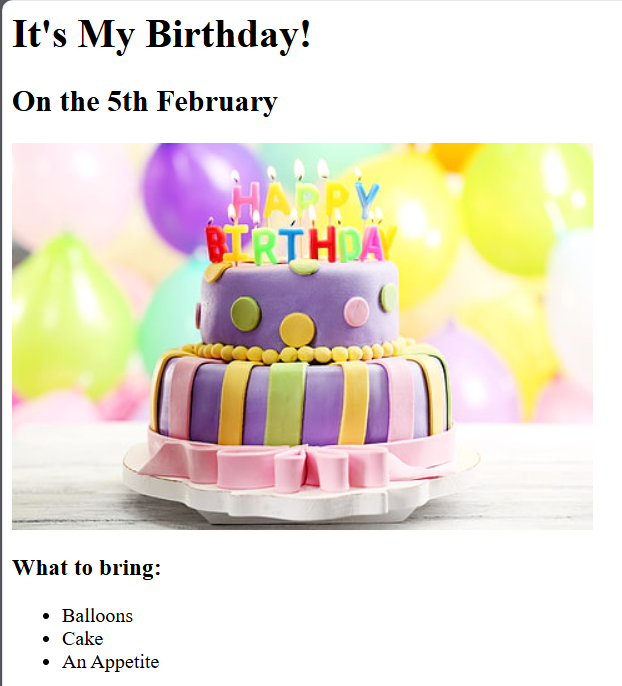 It's My Birthday!
On the 5th February
HAPPY
BIRTHDAY
What to bring:
Balloons
Cake
An Appetite